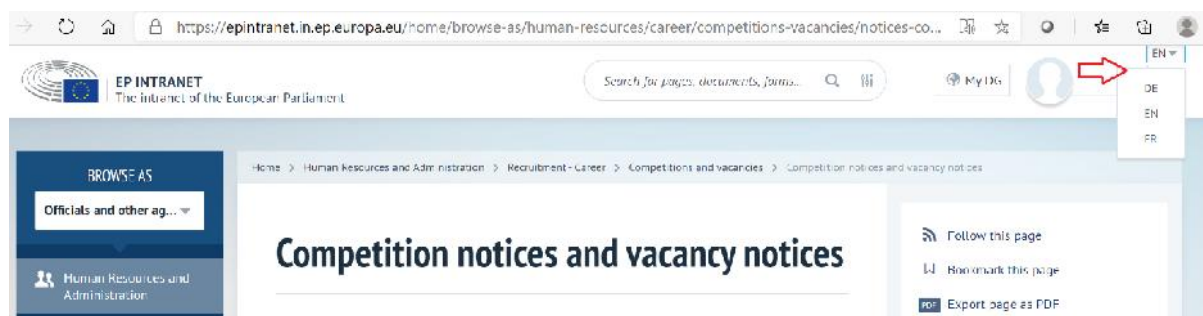 https://epintranet.in.ep.europa.eu/home/browse-as/human-resources/career/competitions-vacancies/notices-co...
EN
EP INTRANET
The intranet of the European Parliament
Search for pages, documents, forms...
My DG
DE
EN
FR
BROWSE AS
Officials and other ag...
Human Resources and
Administration
Home > Human Resources and Administration > Recruitment - Career > Competitions and vacancies > Competition notices and vacancy notices
Competition notices and vacancy notices
Follow this page
Bookmark this page
PDF Export page as PDF